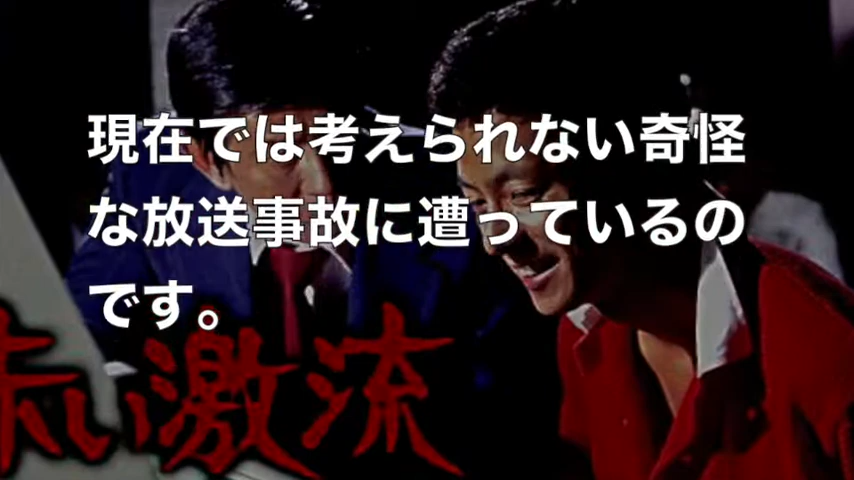 現在では考えられない奇怪
な放送事故に遭っているの
です。
赤い激流